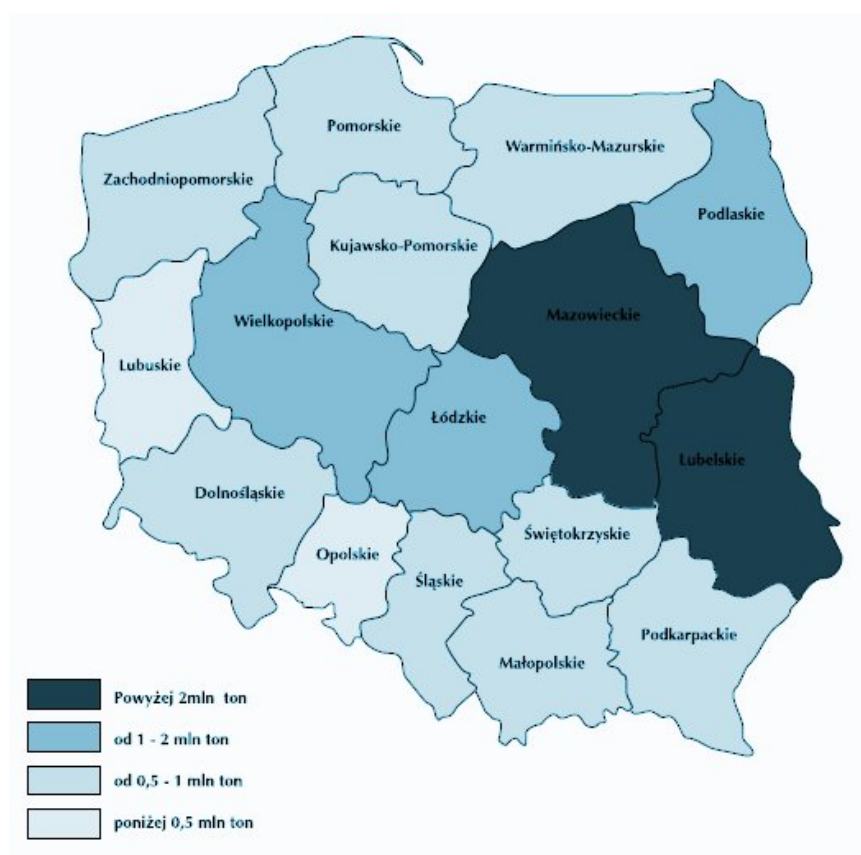 Pomorskie
Warmińsko-Mazurskie
Zachodniopomorskie
Podlaskie
Kujawsko-Pomorskie
Mazowieckie
Wielkopolskie
Lubuskie
Łódzkie
Lubelskie
Dolnośląskie
Świętokrzyskie
Opolskie
Śląskie
Podkarpackie
Małopolskie
Powyżej 2mln ton
od 1 - 2 mln ton
od 0,5 - 1 mln ton
poniżej 0,5 mln ton